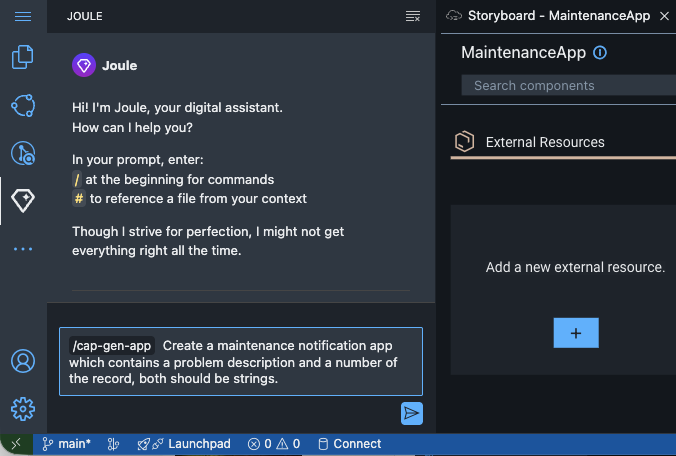 JOULE
Joule
Hi! I'm Joule, your digital assistant.
How can I help you?
In your prompt, enter:
/ at the beginning for commands
# to reference a file from your context
Though I strive for perfection, I might not get
everything right all the time.
/cap-gen-app Create a maintenance notification app
which contains a problem description and a number of
the record, both should be strings.
Storyboard - MaintenanceApp
MaintenanceApp
Search components
External Resources
Add a new external resource.
+
main* Launchpad 0 0 Connect